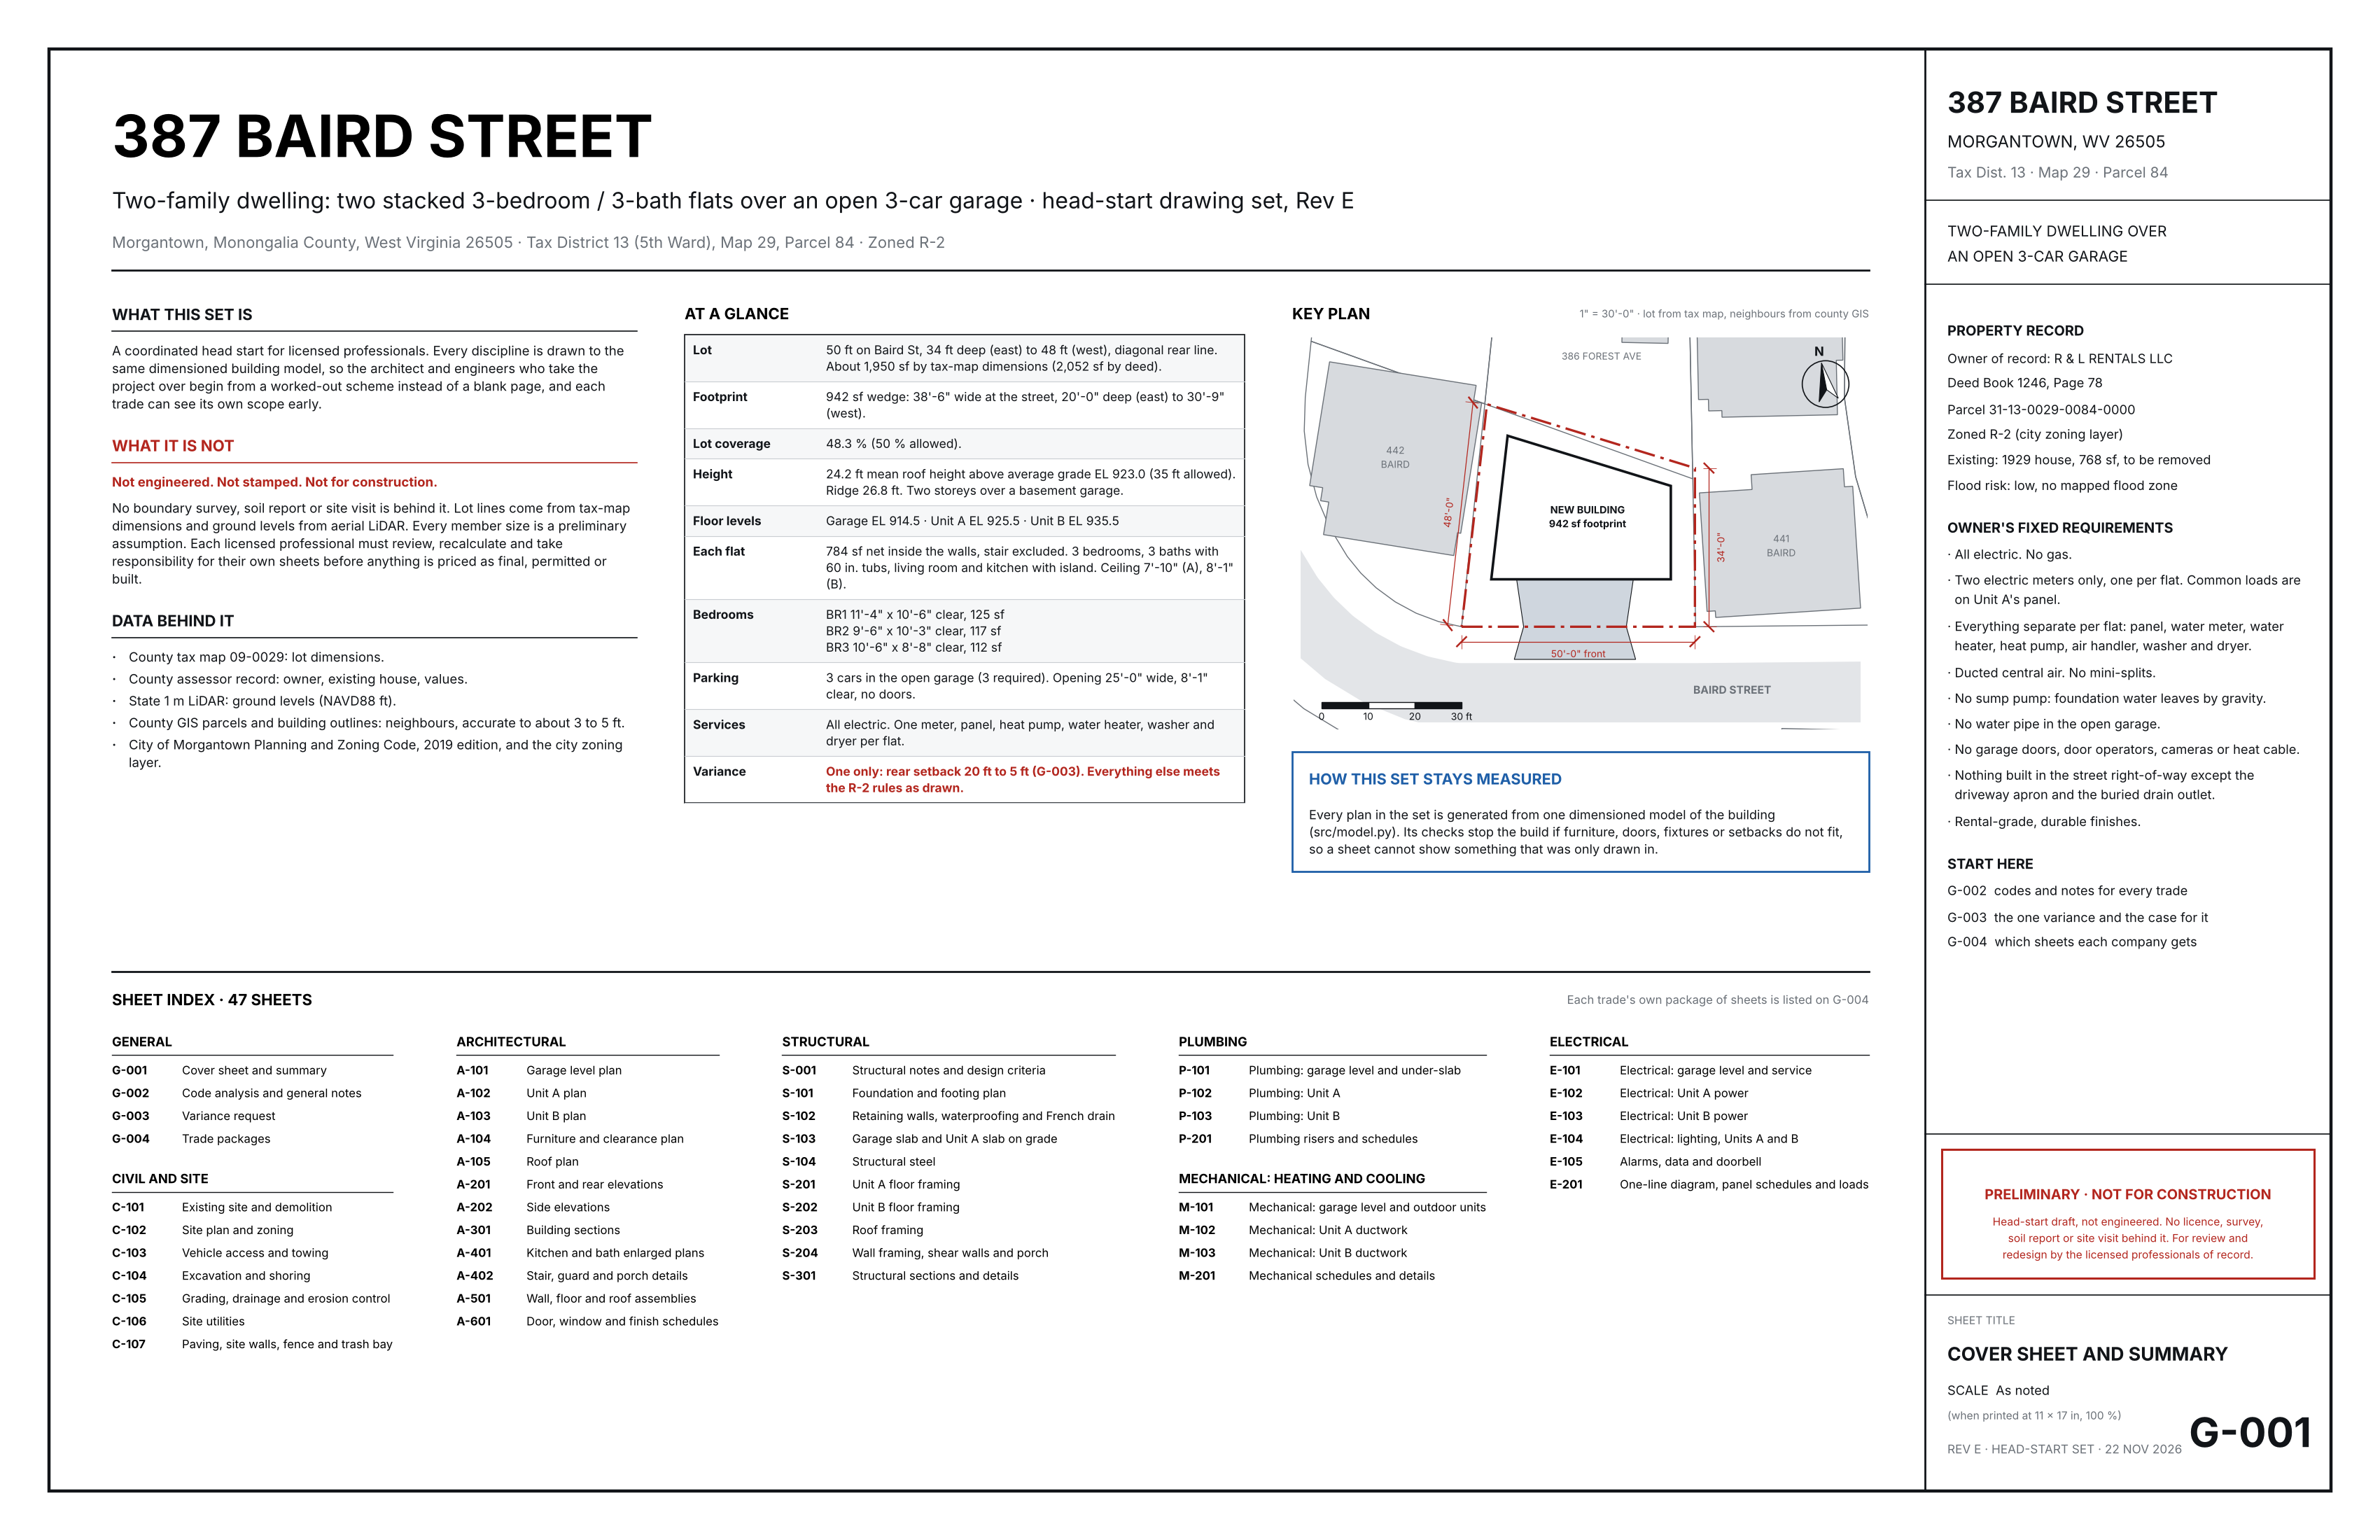 387 BAIRD STREET
Two-family dwelling: two stacked 3-bedroom / 3-bath flats over an open 3-car garage · head-start drawing set, Rev E
Morgantown, Monongalia County, West Virginia 26505 · Tax District 13 (5th Ward), Map 29, Parcel 84 · Zoned R-2
WHAT THIS SET IS
A coordinated head start for licensed professionals. Every discipline is drawn to the
same dimensioned building model, so the architect and engineers who take the
project over begin from a worked-out scheme instead of a blank page, and each
trade can see its own scope early.
WHAT IT IS NOT
Not engineered. Not stamped. Not for construction.
No boundary survey, soil report or site visit is behind it. Lot lines come from tax-map
dimensions and ground levels from aerial LiDAR. Every member size is a preliminary
assumption. Each licensed professional must review, recalculate and take
responsibility for their own sheets before anything is priced as final, permitted or
built.
DATA BEHIND IT
· County tax map 09-0029: lot dimensions.
· County assessor record: owner, existing house, values.
· State 1 m LiDAR: ground levels (NAVD88 ft).
· County GIS parcels and building outlines: neighbours, accurate to about 3 to 5 ft.
· City of Morgantown Planning and Zoning Code, 2019 edition, and the city zoning
layer.
AT A GLANCE
Lot 50 ft on Baird St, 34 ft deep (east) to 48 ft (west), diagonal rear line.
About 1,950 sf by tax-map dimensions (2,052 sf by deed).
Footprint 942 sf wedge: 38'-6" wide at the street, 20'-0" deep (east) to 30'-9"
(west).
Lot coverage 48.3 % (50 % allowed).
Height 24.2 ft mean roof height above average grade EL 923.0 (35 ft allowed).
Ridge 26.8 ft. Two storeys over a basement garage.
Floor levels Garage EL 914.5 · Unit A EL 925.5 · Unit B EL 935.5
Each flat 784 sf net inside the walls, stair excluded. 3 bedrooms, 3 baths with
60 in. tubs, living room and kitchen with island. Ceiling 7'-10" (A), 8'-1"
(B).
Bedrooms BR1 11'-4" x 10'-6" clear, 125 sf
BR2 9'-6" x 10'-3" clear, 117 sf
BR3 10'-6" x 8'-8" clear, 112 sf
Parking 3 cars in the open garage (3 required). Opening 25'-0" wide, 8'-1"
clear, no doors.
Services All electric. One meter, panel, heat pump, water heater, washer and
dryer per flat.
Variance One only: rear setback 20 ft to 5 ft (G-003). Everything else meets
the R-2 rules as drawn.
KEY PLAN
1" = 30'-0" · lot from tax map, neighbours from county GIS
386 FOREST AVE
N
442
BAIRD
48'-0"
NEW BUILDING
942 sf footprint
34'-0"
441
BAIRD
50'-0" front
BAIRD STREET
0 10 20 30 ft
HOW THIS SET STAYS MEASURED
Every plan in the set is generated from one dimensioned model of the building
(src/model.py). Its checks stop the build if furniture, doors, fixtures or setbacks do not fit,
so a sheet cannot show something that was only drawn in.
SHEET INDEX · 47 SHEETS
Each trade's own package of sheets is listed on G-004
GENERAL
G-001 Cover sheet and summary
G-002 Code analysis and general notes
G-003 Variance request
G-004 Trade packages
CIVIL AND SITE
C-101 Existing site and demolition
C-102 Site plan and zoning
C-103 Vehicle access and towing
C-104 Excavation and shoring
C-105 Grading, drainage and erosion control
C-106 Site utilities
C-107 Paving, site walls, fence and trash bay
ARCHITECTURAL
A-101 Garage level plan
A-102 Unit A plan
A-103 Unit B plan
A-104 Furniture and clearance plan
A-105 Roof plan
A-201 Front and rear elevations
A-202 Side elevations
A-301 Building sections
A-401 Kitchen and bath enlarged plans
A-402 Stair, guard and porch details
A-501 Wall, floor and roof assemblies
A-601 Door, window and finish schedules
STRUCTURAL
S-001 Structural notes and design criteria
S-101 Foundation and footing plan
S-102 Retaining walls, waterproofing and French drain
S-103 Garage slab and Unit A slab on grade
S-104 Structural steel
S-201 Unit A floor framing
S-202 Unit B floor framing
S-203 Roof framing
S-204 Wall framing, shear walls and porch
S-301 Structural sections and details
PLUMBING
P-101 Plumbing: garage level and under-slab
P-102 Plumbing: Unit A
P-103 Plumbing: Unit B
P-201 Plumbing risers and schedules
MECHANICAL: HEATING AND COOLING
M-101 Mechanical: garage level and outdoor units
M-102 Mechanical: Unit A ductwork
M-103 Mechanical: Unit B ductwork
M-201 Mechanical schedules and details
ELECTRICAL
E-101 Electrical: garage level and service
E-102 Electrical: Unit A power
E-103 Electrical: Unit B power
E-104 Electrical: lighting, Units A and B
E-105 Alarms, data and doorbell
E-201 One-line diagram, panel schedules and loads
387 BAIRD STREET
MORGANTOWN, WV 26505
Tax Dist. 13 · Map 29 · Parcel 84
TWO-FAMILY DWELLING OVER
AN OPEN 3-CAR GARAGE
PROPERTY RECORD
Owner of record: R & L RENTALS LLC
Deed Book 1246, Page 78
Parcel 31-13-0029-0084-0000
Zoned R-2 (city zoning layer)
Existing: 1929 house, 768 sf, to be removed
Flood risk: low, no mapped flood zone
OWNER'S FIXED REQUIREMENTS
· All electric. No gas.
· Two electric meters only, one per flat. Common loads are
on Unit A's panel.
· Everything separate per flat: panel, water meter, water
heater, heat pump, air handler, washer and dryer.
· Ducted central air. No mini-splits.
· No sump pump: foundation water leaves by gravity.
· No water pipe in the open garage.
· No garage doors, door operators, cameras or heat cable.
· Nothing built in the street right-of-way except the
driveway apron and the buried drain outlet.
· Rental-grade, durable finishes.
START HERE
G-002 codes and notes for every trade
G-003 the one variance and the case for it
G-004 which sheets each company gets
PRELIMINARY · NOT FOR CONSTRUCTION
Head-start draft, not engineered. No licence, survey,
soil report or site visit behind it. For review and
redesign by the licensed professionals of record.
SHEET TITLE
COVER SHEET AND SUMMARY
SCALE As noted
(when printed at 11 × 17 in, 100 %)
REV E · HEAD-START SET · 22 NOV 2026
G-001